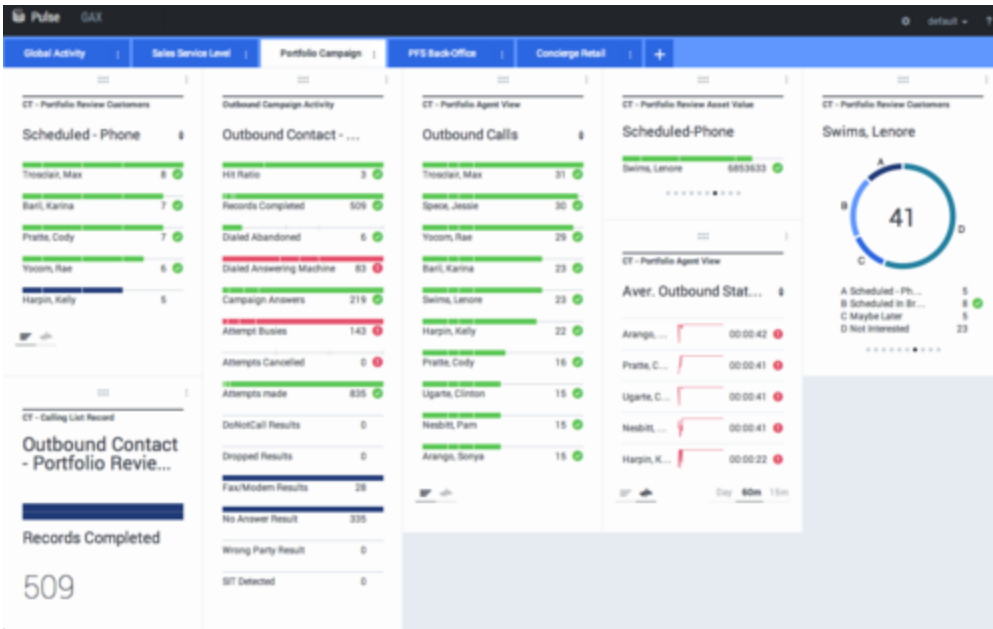 Pulse GAX default ?
Global Activity Sales Service Level Portfolio Campaign PFS Back-Office Concierge Retail +
CT - Portfolio Review Customers
Scheduled - Phone
Trosclair, Max 8
Baril, Karina 7
Pratte, Cody 7
Yocom, Rae 6
Harpin, Kelly 5
CT - Calling List Record
Outbound Contact
- Portfolio Revie...
Records Completed
509
Outbound Campaign Activity
Outbound Contact - ...
Hit Ratio 3
Records Completed 509
Dialed Abandoned 6
Dialed Answering Machine 83
Campaign Answers 219
Attempt Busies 143
Attempts Cancelled 0
Attempts made 835
DoNotCall Results 0
Dropped Results 0
Fax/Modem Results 28
No Answer Result 335
Wrong Party Result 0
SIT Detected 0
CT - Portfolio Agent View
Outbound Calls
Trosclair, Max 31
Spece, Jessie 30
Yocom, Rae 29
Baril, Karina 23
Swims, Lenore 23
Harpin, Kelly 22
Pratte, Cody 16
Ugarte, Clinton 15
Nesbitt, Pam 15
Arango, Sonya 15
CT - Portfolio Review Asset Value
Scheduled-Phone
Swims, Lenore 6853633
CT - Portfolio Agent View
Aver. Outbound Stat...
Arango, ... 00:00:42
Pratte, C... 00:00:41
Ugarte, C... 00:00:41
Nesbitt, ... 00:00:41
Harpin, K... 00:00:22
Day 60m 15m
CT - Portfolio Review Customers
Swims, Lenore
A
B
41
D
C
A Scheduled - Ph... 5
B Scheduled In Br... 8
C Maybe Later 5
D Not Interested 23